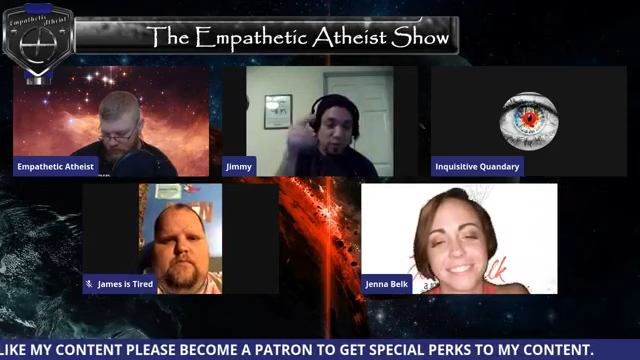 Empathetic
Atheist
The Empathetic Atheist Show
Empathetic Atheist
Jimmy
Inquisitive Quandary
James is Tired
Jenna Belk
LIKE MY CONTENT PLEASE BECOME A PATRON TO GET SPECIAL PERKS TO MY CONTENT.